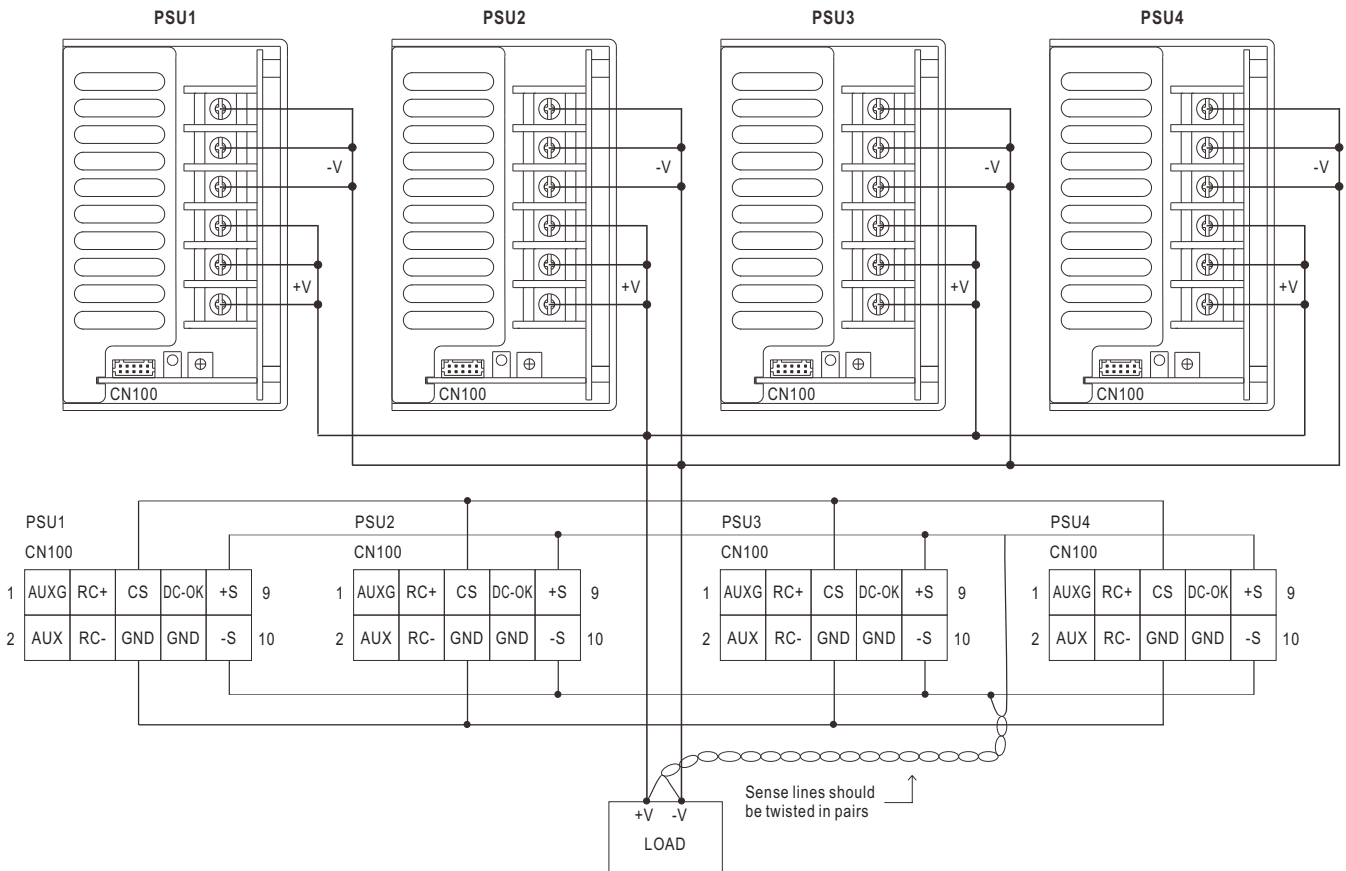 PSU1 PSU2 PSU3 PSU4
-V -V -V -V
+V +V +V +V
CN100 CN100 CN100 CN100
PSU1 PSU2 PSU3 PSU4
CN100 CN100 CN100 CN100
1 AUXG RC+ CS DC-OK +S 9 1 AUXG RC+ CS DC-OK +S 9 1 AUXG RC+ CS DC-OK +S 9 1 AUXG RC+ CS DC-OK +S 9
2 AUX RC- GND GND -S 10 2 AUX RC- GND GND -S 10 2 AUX RC- GND GND -S 10 2 AUX RC- GND GND -S 10
Sense lines should
be twisted in pairs
+V -V
LOAD